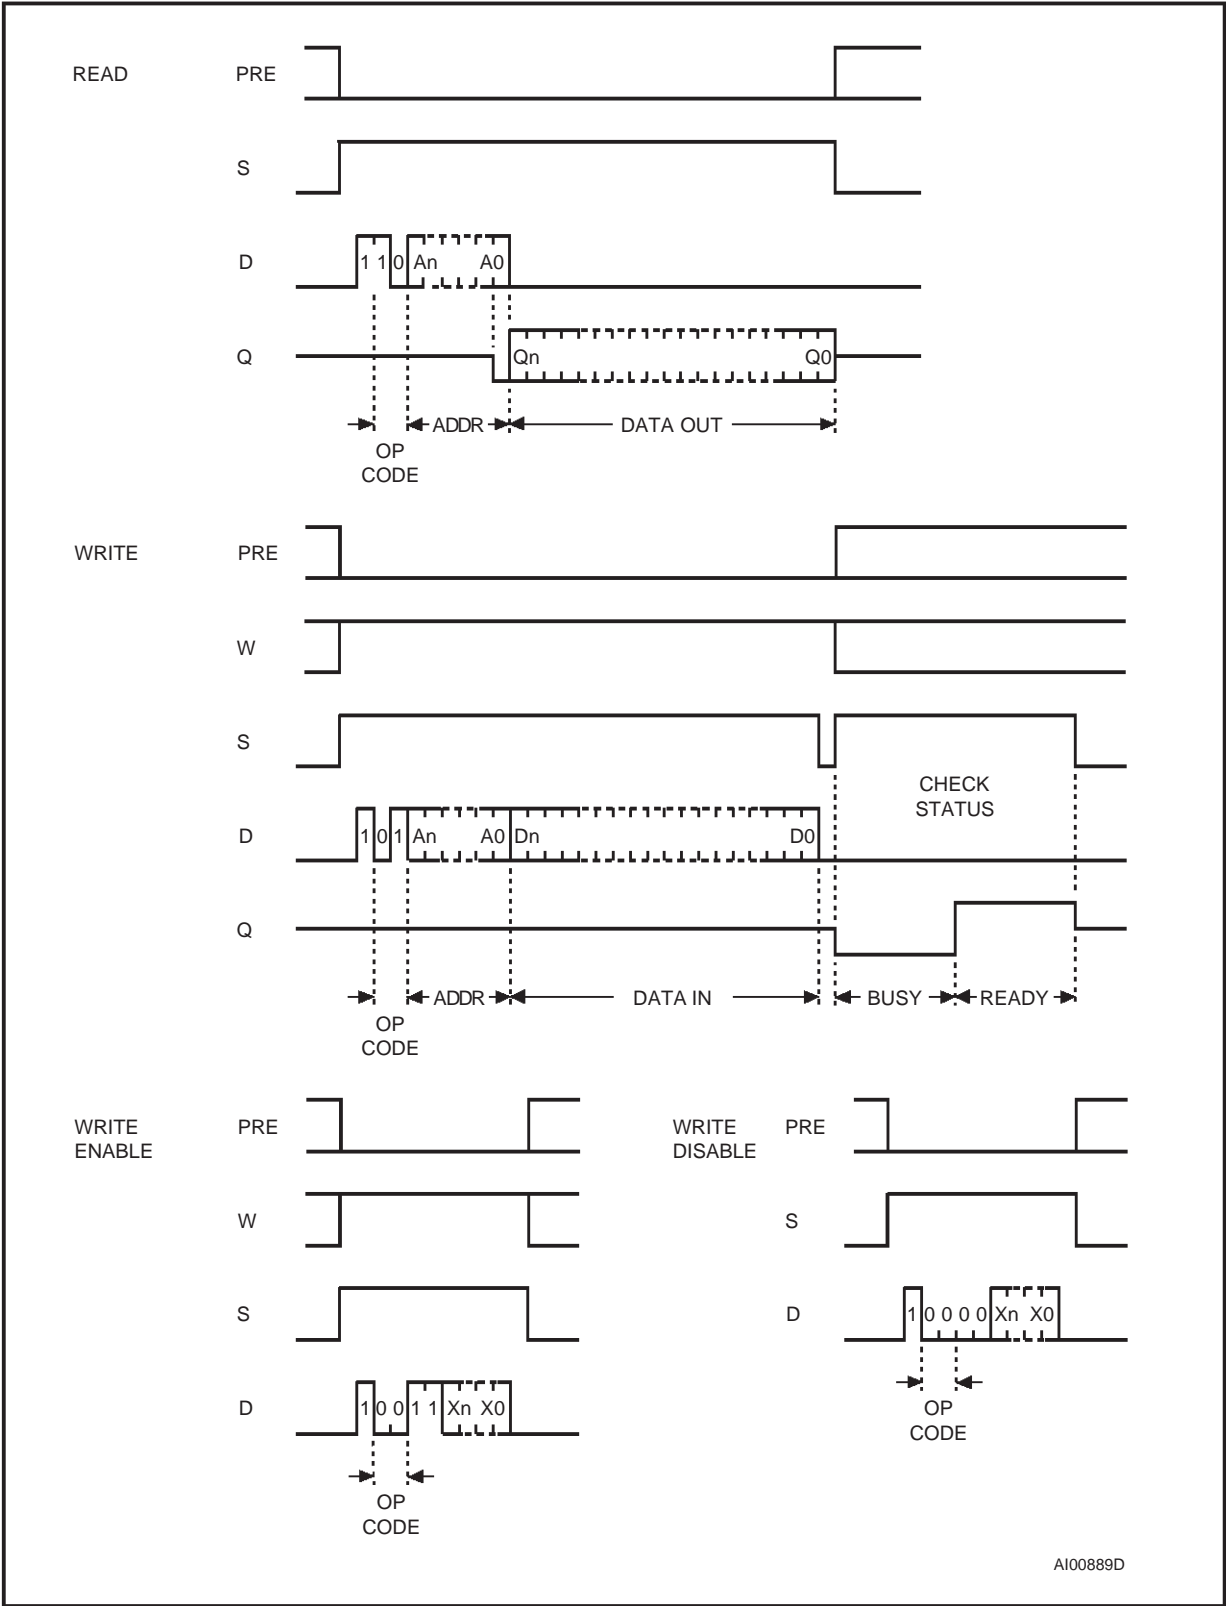 READ PRE
S
D 1 1 0 An A0
Q Qn Q0
ADDR DATA OUT
OP
CODE
WRITE PRE
W
S
CHECK
STATUS
D 1 0 1 An A0 Dn D0
Q
ADDR DATA IN BUSY READY
OP
CODE
WRITE
ENABLE
PRE
W
S
D 1 0 0 1 1 Xn X0
OP
CODE
WRITE
DISABLE
PRE
S
D 1 0 0 0 0 Xn X0
OP
CODE
AI00889D